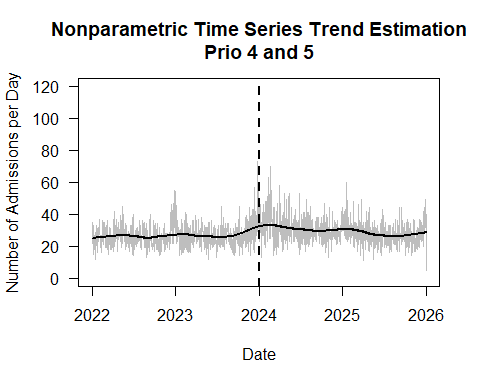 Nonparametric Time Series Trend Estimation
Prio 4 and 5
Number of Admissions per Day
120
100
80
60
40
20
0
2022 2023 2024 2025 2026
Date